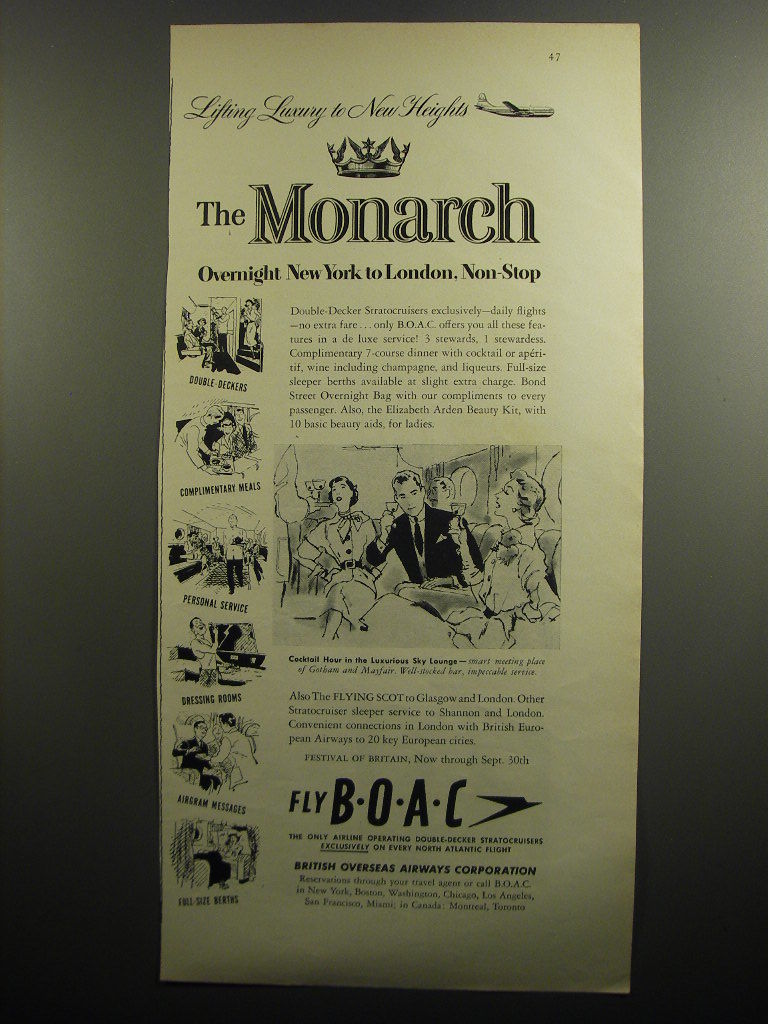 47
Lifting Luxury to New Heights
The Monarch
Overnight New York to London, Non-Stop
Double-Decker Stratocruisers exclusively—daily flights
—no extra fare ... only B.O.A.C. offers you all these fea-
tures in a de luxe service! 3 stewards, 1 stewardess.
Complimentary 7-course dinner with cocktail or apéri-
tif, wine including champagne, and liqueurs. Full-size
sleeper berths available at slight extra charge. Bond
Street Overnight Bag with our compliments to every
passenger. Also, the Elizabeth Arden Beauty Kit, with
10 basic beauty aids, for ladies.
DOUBLE-DECKERS
COMPLIMENTARY MEALS
PERSONAL SERVICE
DRESSING ROOMS
AIRGRAM MESSAGES
FULL-SIZE BERTHS
Cocktail Hour in the Luxurious Sky Lounge—smart meeting place
of Gotham and Mayfair. Well-stocked bar, impeccable service.
Also The FLYING SCOT to Glasgow and London. Other
Stratocruiser sleeper service to Shannon and London.
Convenient connections in London with British Euro-
pean Airways to 20 key European cities.
FESTIVAL OF BRITAIN, Now through Sept. 30th
FLY B·O·A·C
THE ONLY AIRLINE OPERATING DOUBLE-DECKER STRATOCRUISERS
EXCLUSIVELY ON EVERY NORTH ATLANTIC FLIGHT
BRITISH OVERSEAS AIRWAYS CORPORATION
Reservations through your travel agent or call B.O.A.C.
in New York, Boston, Washington, Chicago, Los Angeles,
San Francisco, Miami; in Canada: Montreal, Toronto